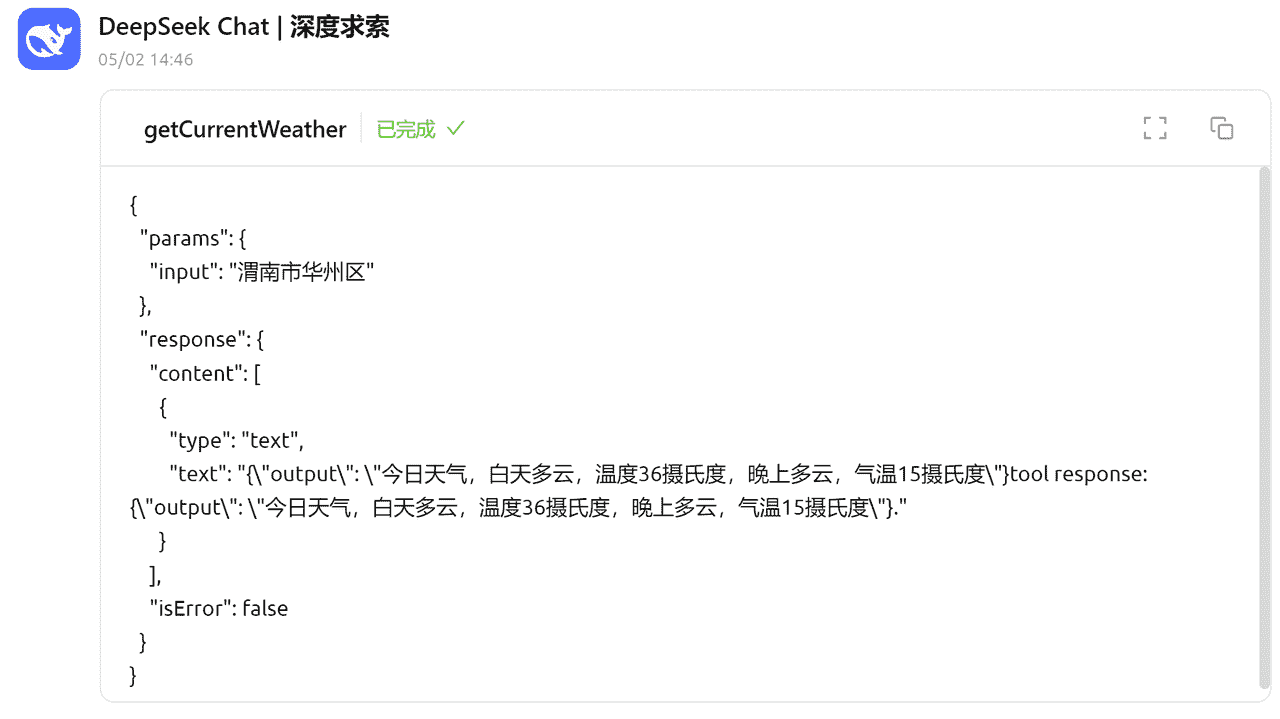 DeepSeek Chat | 深度求索
05/02 14:46
getCurrentWeather 已完成
{
"params": {
"input": "渭南市华州区"
},
"response": {
"content": [
{
"type": "text",
"text": "{\"output\": \"今日天气，白天多云，温度36摄氏度，晚上多云，气温15摄氏度\"}tool response:
{\"output\": \"今日天气，白天多云，温度36摄氏度，晚上多云，气温15摄氏度\"}."
}
],
"isError": false
}
}